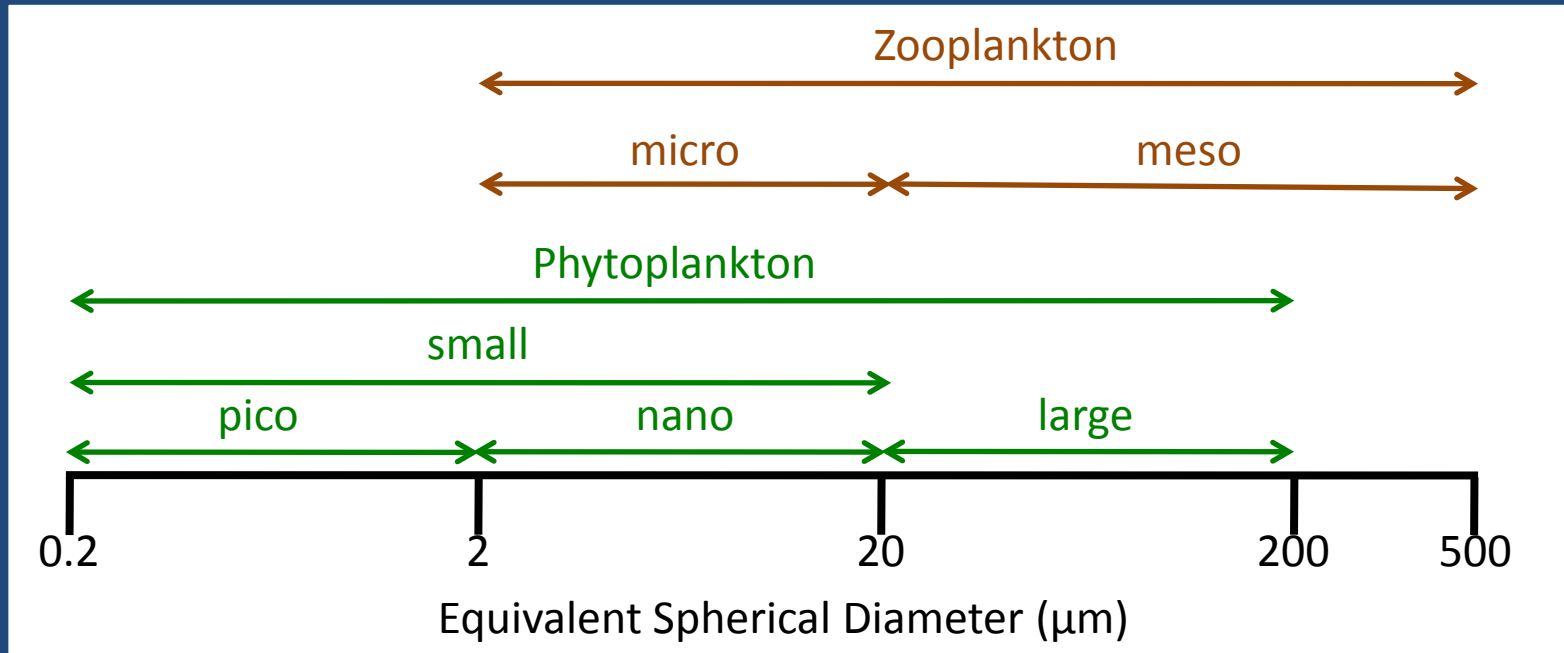 Zooplankton
micro meso
Phytoplankton
small
pico nano large
0.2 2 20 200 500
Equivalent Spherical Diameter (μm)